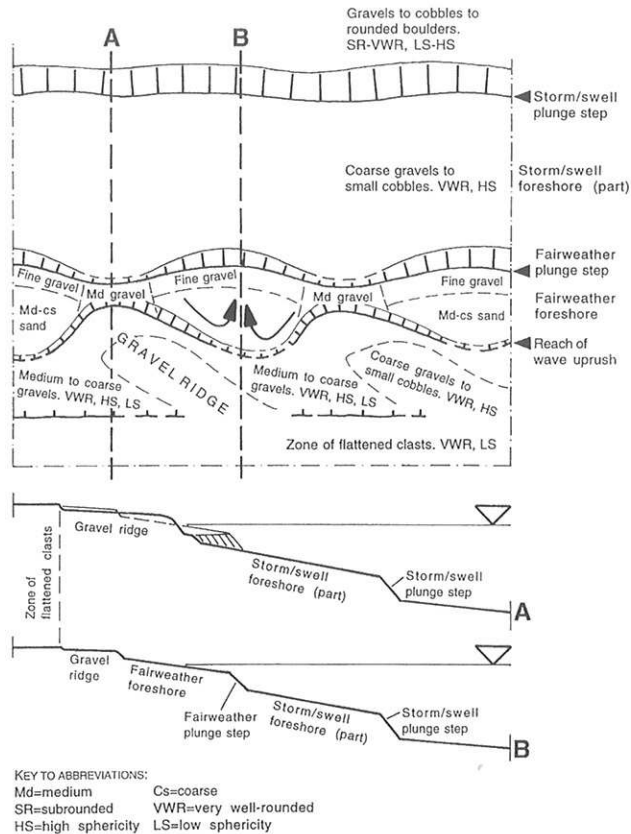 A
B
Gravels to cobbles to
rounded boulders.
SR-VWR, LS-HS
Storm/swell
plunge step
Coarse gravels to
small cobbles. VWR, HS
Storm/swell
foreshore (part)
Fairweather
plunge step
Fine gravel
Md gravel
Fine gravel
Md gravel
Fine gravel
Fairweather
foreshore
Md-cs
sand
Md-cs
sand
Reach of
wave uprush
GRAVEL RIDGE
Medium to coarse
gravels. VWR, HS, LS
Medium to coarse
gravels. VWR, HS, LS
Coarse gravels to
small cobbles. VWR, HS
Zone of flattened clasts. VWR, LS
Zone of
flattened clasts
Gravel ridge
Storm/swell
foreshore (part)
Storm/swell
plunge step
A
Gravel
ridge
Fairweather
foreshore
Fairweather
plunge step
Storm/swell
foreshore (part)
Storm/swell
plunge step
B
KEY TO ABBREVIATIONS:
Md=medium Cs=coarse
SR=subrounded VWR=very well-rounded
HS=high sphericity LS=low sphericity